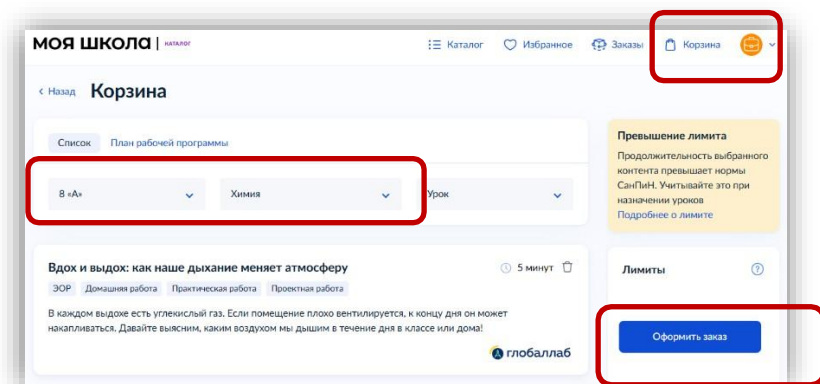 МОЯ ШКОЛА | КАТАЛОГ
Каталог
Избранное
Заказы
Корзина
‹ Назад Корзина
Список План рабочей программы
8 «А»
Химия
Урок
Превышение лимита
Продолжительность выбранного
контента превышает нормы
СанПиН. Учитывайте это при
назначении уроков
Подробнее о лимите
Вдох и выдох: как наше дыхание меняет атмосферу
5 минут
ЭОР Домашняя работа Практическая работа Проектная работа
В каждом выдохе есть углекислый газ. Если помещение плохо вентилируется, к концу дня он может
накапливаться. Давайте выясним, каким воздухом мы дышим в течение дня в классе или дома!
глобаллаб
Лимиты ?
Оформить заказ